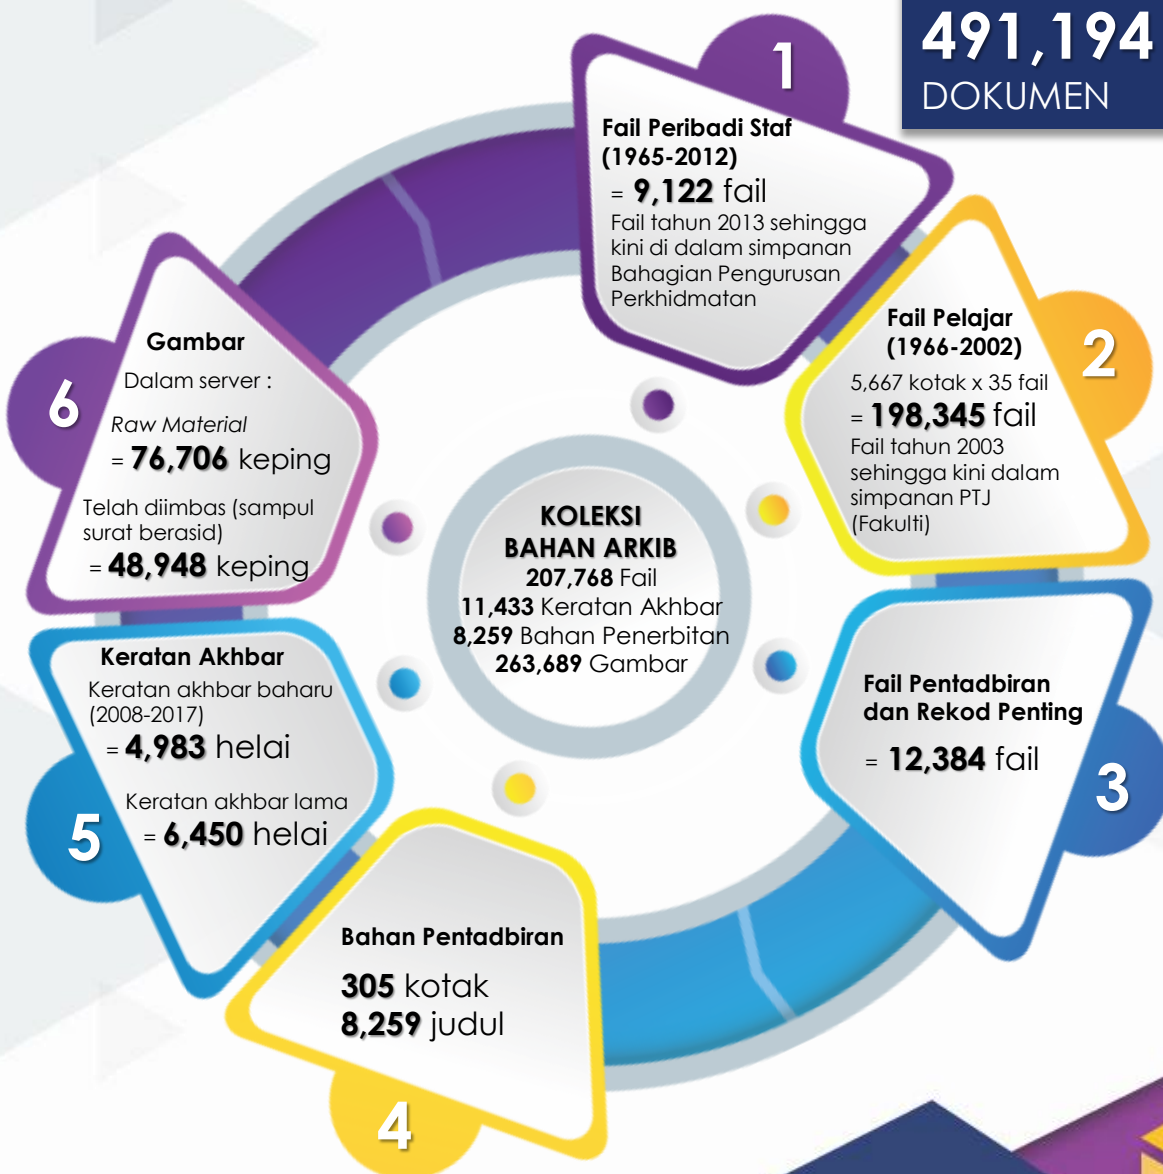 491,194
DOKUMEN
1
Fail Peribadi Staf
(1965-2012)
= 9,122 fail
Fail tahun 2013 sehingga
kini di dalam simpanan
Bahagian Pengurusan
Perkhidmatan
2
Fail Pelajar
(1966-2002)
5,667 kotak x 35 fail
= 198,345 fail
Fail tahun 2003
sehingga kini dalam
simpanan PTJ
(Fakulti)
3
Fail Pentadbiran
dan Rekod Penting
= 12,384 fail
4
Bahan Pentadbiran
305 kotak
8,259 judul
5
Keratan Akhbar
Keratan akhbar baharu
(2008-2017)
= 4,983 helai
Keratan akhbar lama
= 6,450 helai
6
Gambar
Dalam server :
Raw Material
= 76,706 keping
Telah diimbas (sampul
surat berasid)
= 48,948 keping
KOLEKSI
BAHAN ARKIB
207,768 Fail
11,433 Keratan Akhbar
8,259 Bahan Penerbitan
263,689 Gambar